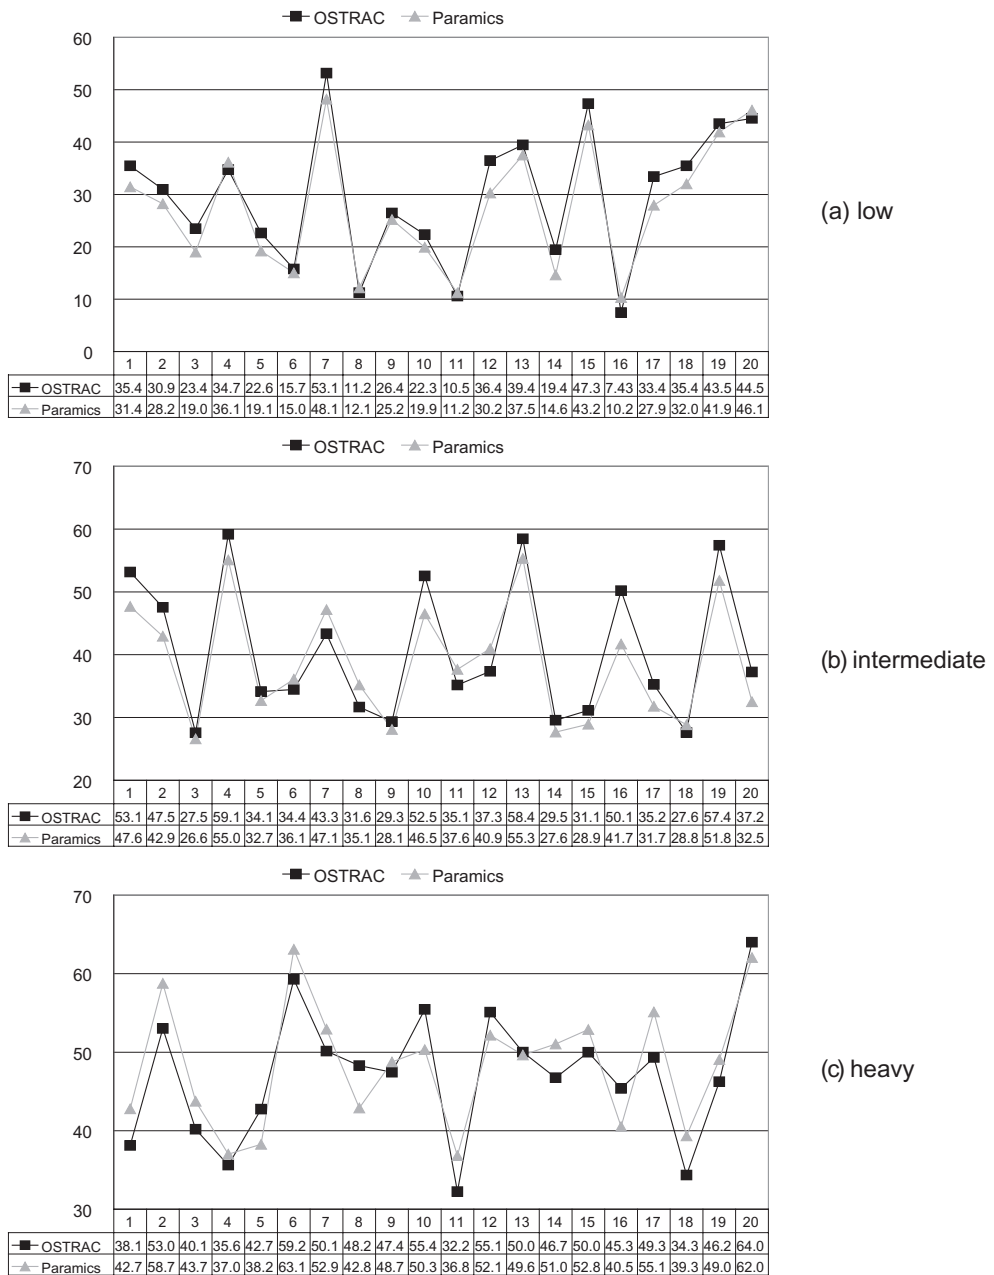 OSTRAC Paramics
60
50
40
30
20
10
0
(a) low
1 2 3 4 5 6 7 8 9 10 11 12 13 14 15 16 17 18 19 20
OSTRAC 35.4 30.9 23.4 34.7 22.6 15.7 53.1 11.2 26.4 22.3 10.5 36.4 39.4 19.4 47.3 7.43 33.4 35.4 43.5 44.5
Paramics 31.4 28.2 19.0 36.1 19.1 15.0 48.1 12.1 25.2 19.9 11.2 30.2 37.5 14.6 43.2 10.2 27.9 32.0 41.9 46.1
OSTRAC Paramics
70
60
50
40
30
20
(b) intermediate
1 2 3 4 5 6 7 8 9 10 11 12 13 14 15 16 17 18 19 20
OSTRAC 53.1 47.5 27.5 59.1 34.1 34.4 43.3 31.6 29.3 52.5 35.1 37.3 58.4 29.5 31.1 50.1 35.2 27.6 57.4 37.2
Paramics 47.6 42.9 26.6 55.0 32.7 36.1 47.1 35.1 28.1 46.5 37.6 40.9 55.3 27.6 28.9 41.7 31.7 28.8 51.8 32.5
OSTRAC Paramics
70
60
50
40
30
(c) heavy
1 2 3 4 5 6 7 8 9 10 11 12 13 14 15 16 17 18 19 20
OSTRAC 38.1 53.0 40.1 35.6 42.7 59.2 50.1 48.2 47.4 55.4 32.2 55.1 50.0 46.7 50.0 45.3 49.3 34.3 46.2 64.0
Paramics 42.7 58.7 43.7 37.0 38.2 63.1 52.9 42.8 48.7 50.3 36.8 52.1 49.6 51.0 52.8 40.5 55.1 39.3 49.0 62.0